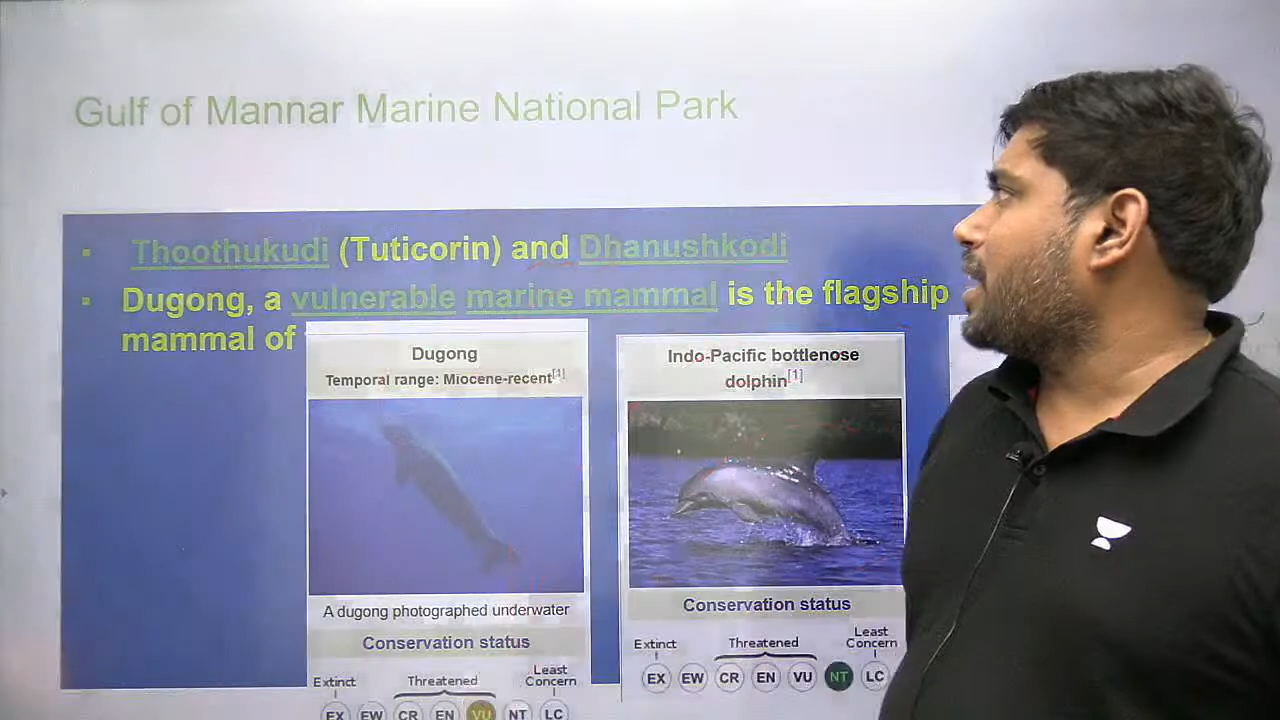 Gulf of Mannar Marine National Park
▪ Thoothukudi (Tuticorin) and Dhanushkodi
▪ Dugong, a vulnerable marine mammal is the flagship
mammal of
Dugong
Temporal range: Miocene-recent[1]
A dugong photographed underwater
Conservation status
Extinct Threatened Least
Concern
EX EW CR EN VU NT LC
Indo-Pacific bottlenose
dolphin[1]
Conservation status
Extinct Threatened Least
Concern
EX EW CR EN VU NT LC